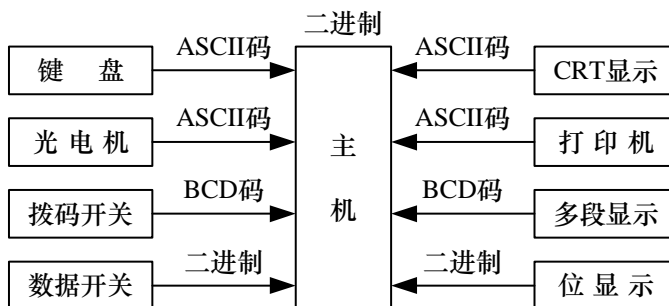 二进制
键 盘
ASCII码
ASCII码
CRT显示
光电机
ASCII码
主机
ASCII码
打印机
拨码开关
BCD码
BCD码
多段显示
数据开关
二进制
二进制
位显示